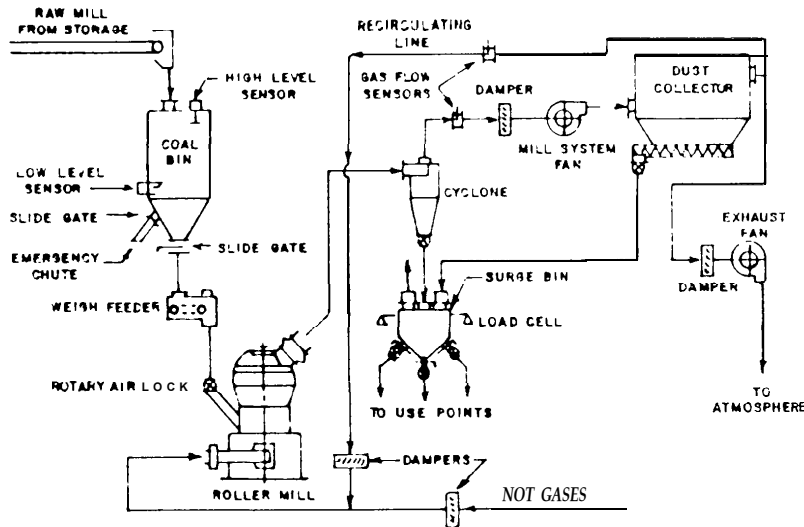 RAW MILL
FROM STORAGE
RECIRCULATING
LINE
HIGH LEVEL
SENSOR
GAS FLOW
SENSORS
DAMPER
DUST
COLLECTOR
COAL
BIN
MILL SYSTEM
FAN
LOW LEVEL
SENSOR
CYCLONE
SLIDE GATE
EXHAUST
FAN
EMERGENCY
CHUTE
SLIDE GATE
SURGE BIN
DAMPER
WEIGH FEEDER
LOAD CELL
ROTARY AIR LOCK
TO USE POINTS
TO
ATMOSPHERE
DAMPERS
ROLLER MILL
NOT GASES